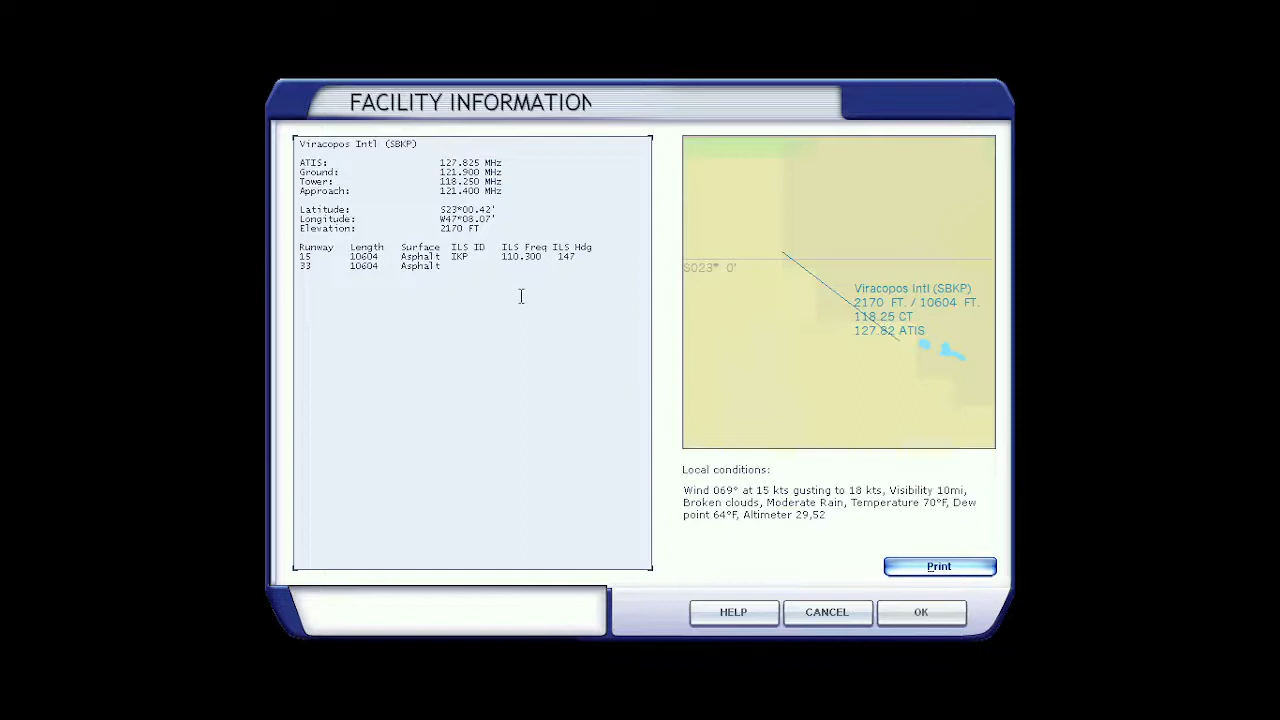 FACILITY INFORMATION
Viracopos Intl (SBKP)
ATIS: 127.825 MHz
Ground: 121.900 MHz
Tower: 118.250 MHz
Approach: 121.400 MHz
Latitude: S23*00.42'
Longitude: W47*08.07'
Elevation: 2170 FT
Runway Length Surface ILS ID ILS Freq ILS Hdg
15 10604 Asphalt IKP 110.300 147
33 10604 Asphalt
S023* 0'
Viracopos Intl (SBKP)
2170 FT. / 10604 FT.
118.25 CT
127.82 ATIS
Local conditions:
Wind 069° at 15 kts gusting to 18 kts, Visibility 10mi,
Broken clouds, Moderate Rain, Temperature 70°F, Dew
point 64°F, Altimeter 29,52
Print
HELP CANCEL OK